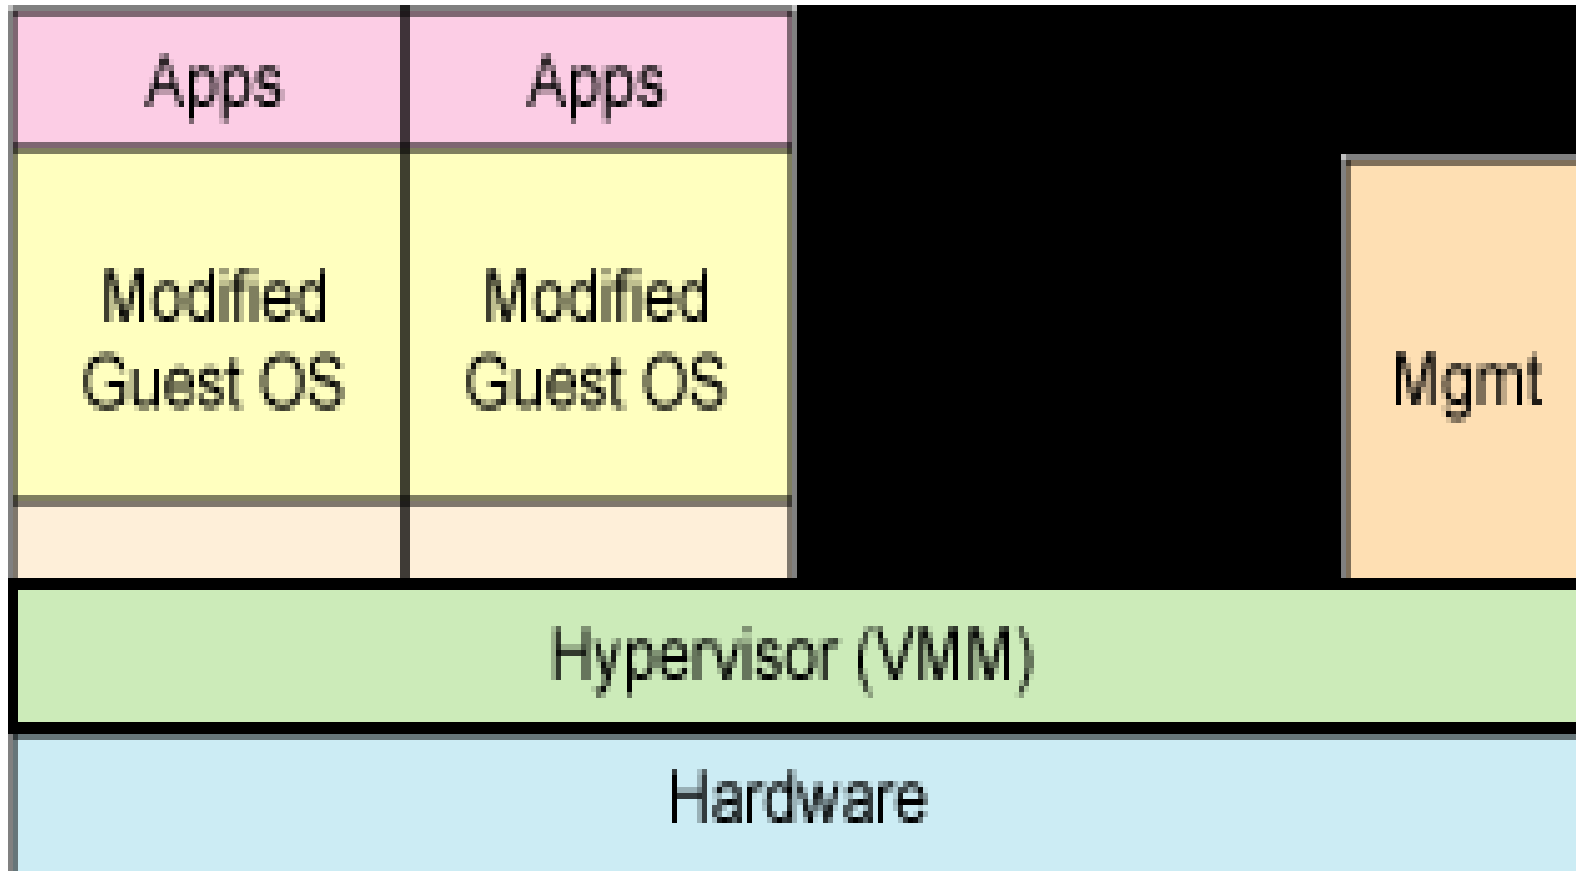 Apps
Apps
Modified
Guest OS
Modified
Guest OS
Mgmt
Hypervisor (VMM)
Hardware